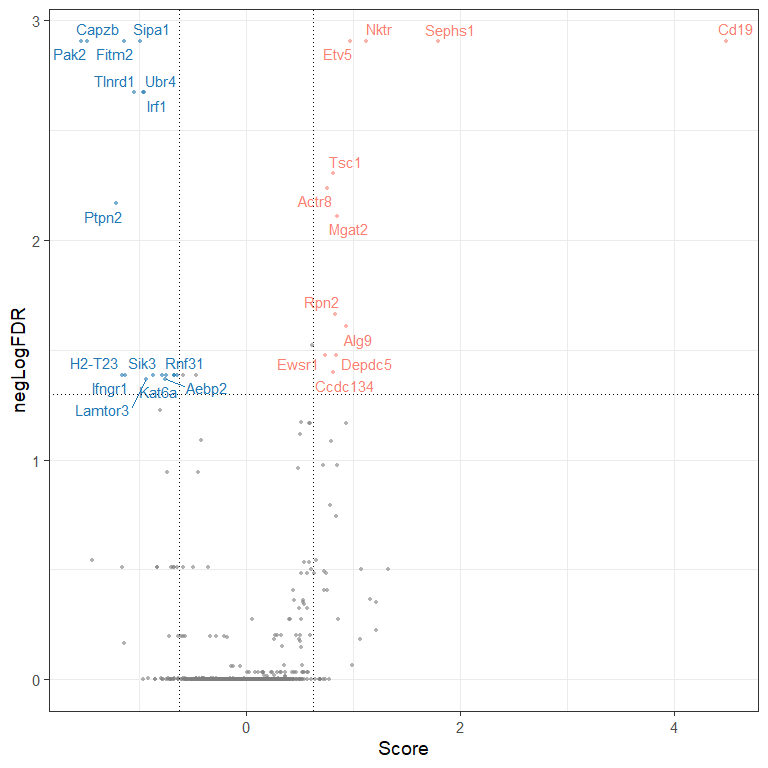 3
Capzb Sipa1 Nktr Sephs1 Cd19
Pak2 Fitm2 Etv5
Tlnrd1 Ubr4
Irf1
Tsc1
Actr8
Ptpn2 Mgat2
2
Rpn2
Alg9
H2-T23 Sik3 Rnf31 Ewsr1 Depdc5
Ifngr1 Kat6a Aebp2 Ccdc134
Lamtor3
1
0
0 2 4
Score
negLogFDR